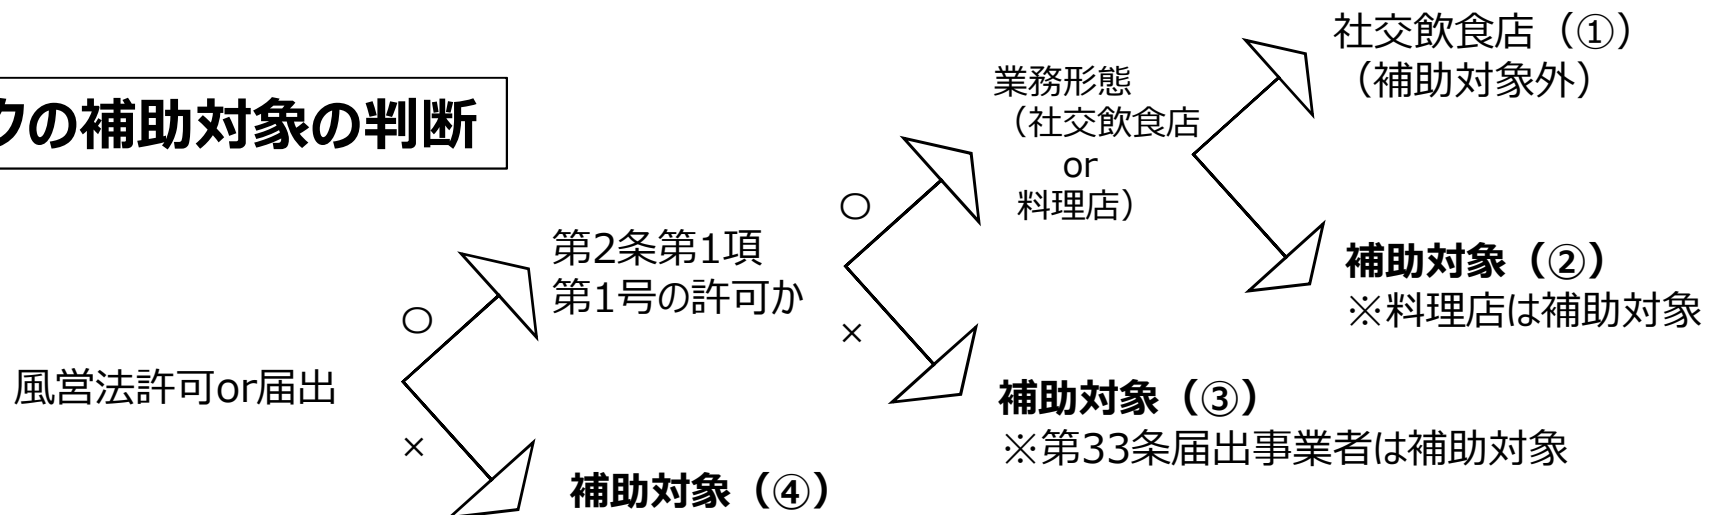 クの補助対象の判断
風営法許可or届出
〇
×
第2条第1項
第1号の許可か
補助対象（④）
〇
×
業務形態
（社交飲食店
or
料理店）
補助対象（③）
※第33条届出事業者は補助対象
社交飲食店（①）
（補助対象外）
補助対象（②）
※料理店は補助対象